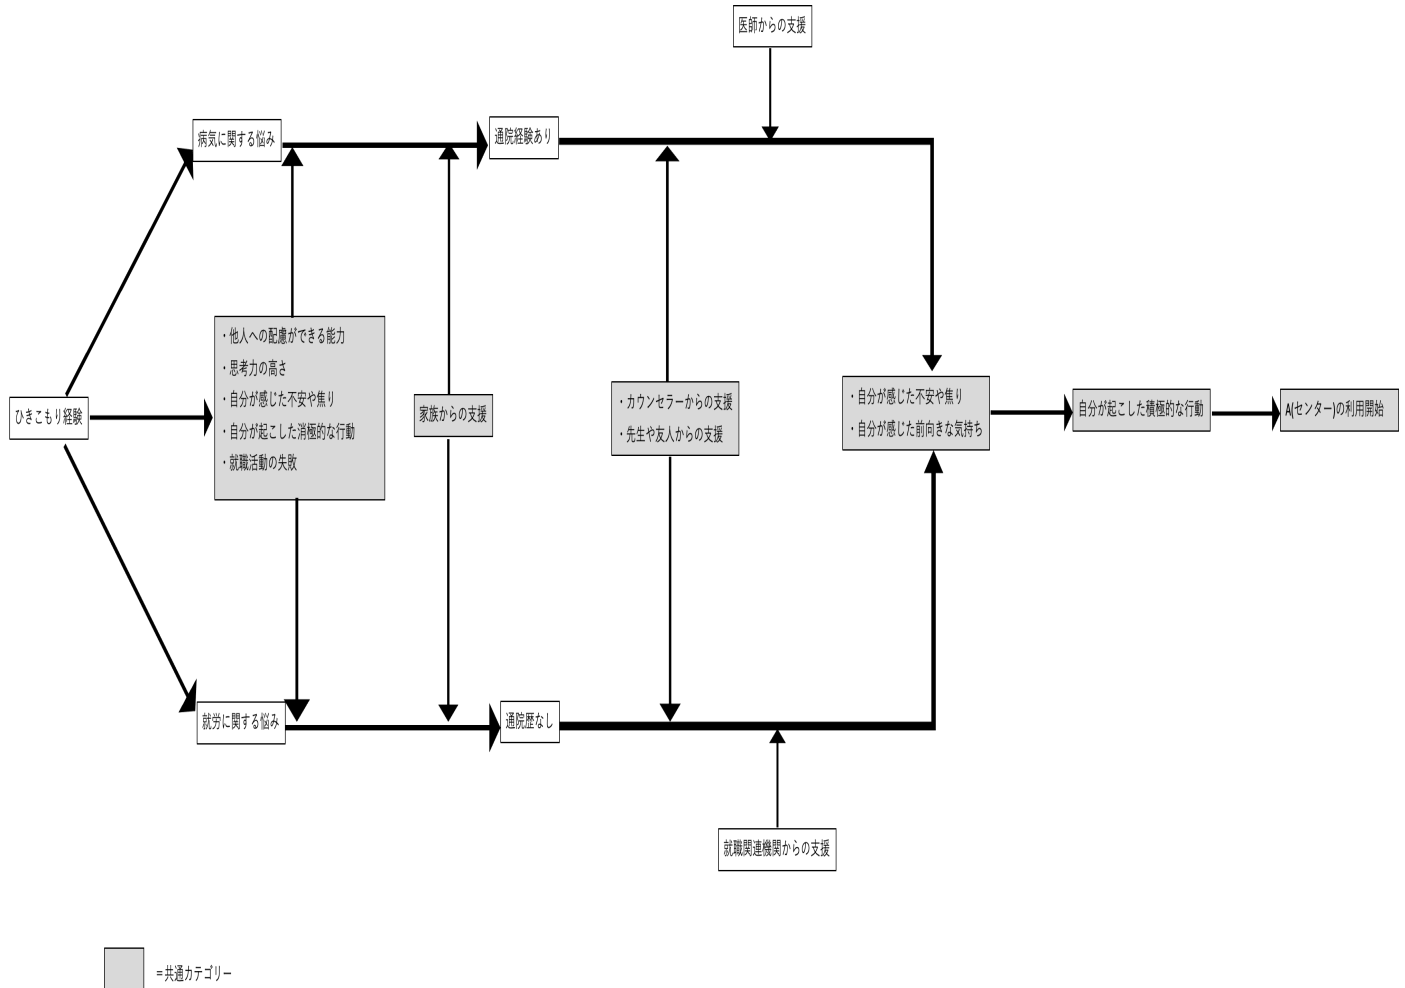 医師からの支援
病気に関する悩み
通院経験あり
・他人への配慮ができる能力
・思考力の高さ
・自分が感じた不安や焦り
・自分が起こした消極的な行動
・就職活動の失敗
ひきこもり経験
家族からの支援
・カウンセラーからの支援
・先生や友人からの支援
・自分が感じた不安や焦り
・自分が感じた前向きな気持ち
自分が起こした積極的な行動
A(センター)の利用開始
就労に関する悩み
通院歴なし
就職関連機関からの支援
=共通カテゴリー